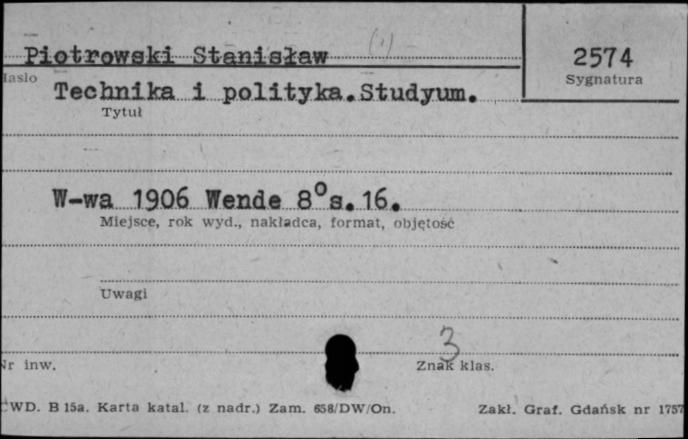 Piotrowski Stanisław (1)
2574
Hasło
Sygnatura
Technika i polityka. Studyum.
Tytuł
W-wa 1906 Wende 8° s. 16.
Miejsce, rok wyd., nakładca, format, objętość
Uwagi
3
Nr inw.
Znak klas.
CWD. B 15a. Karta katal. (z nadr.) Zam. 658/DW/On.
Zakł. Graf. Gdańsk nr 1757